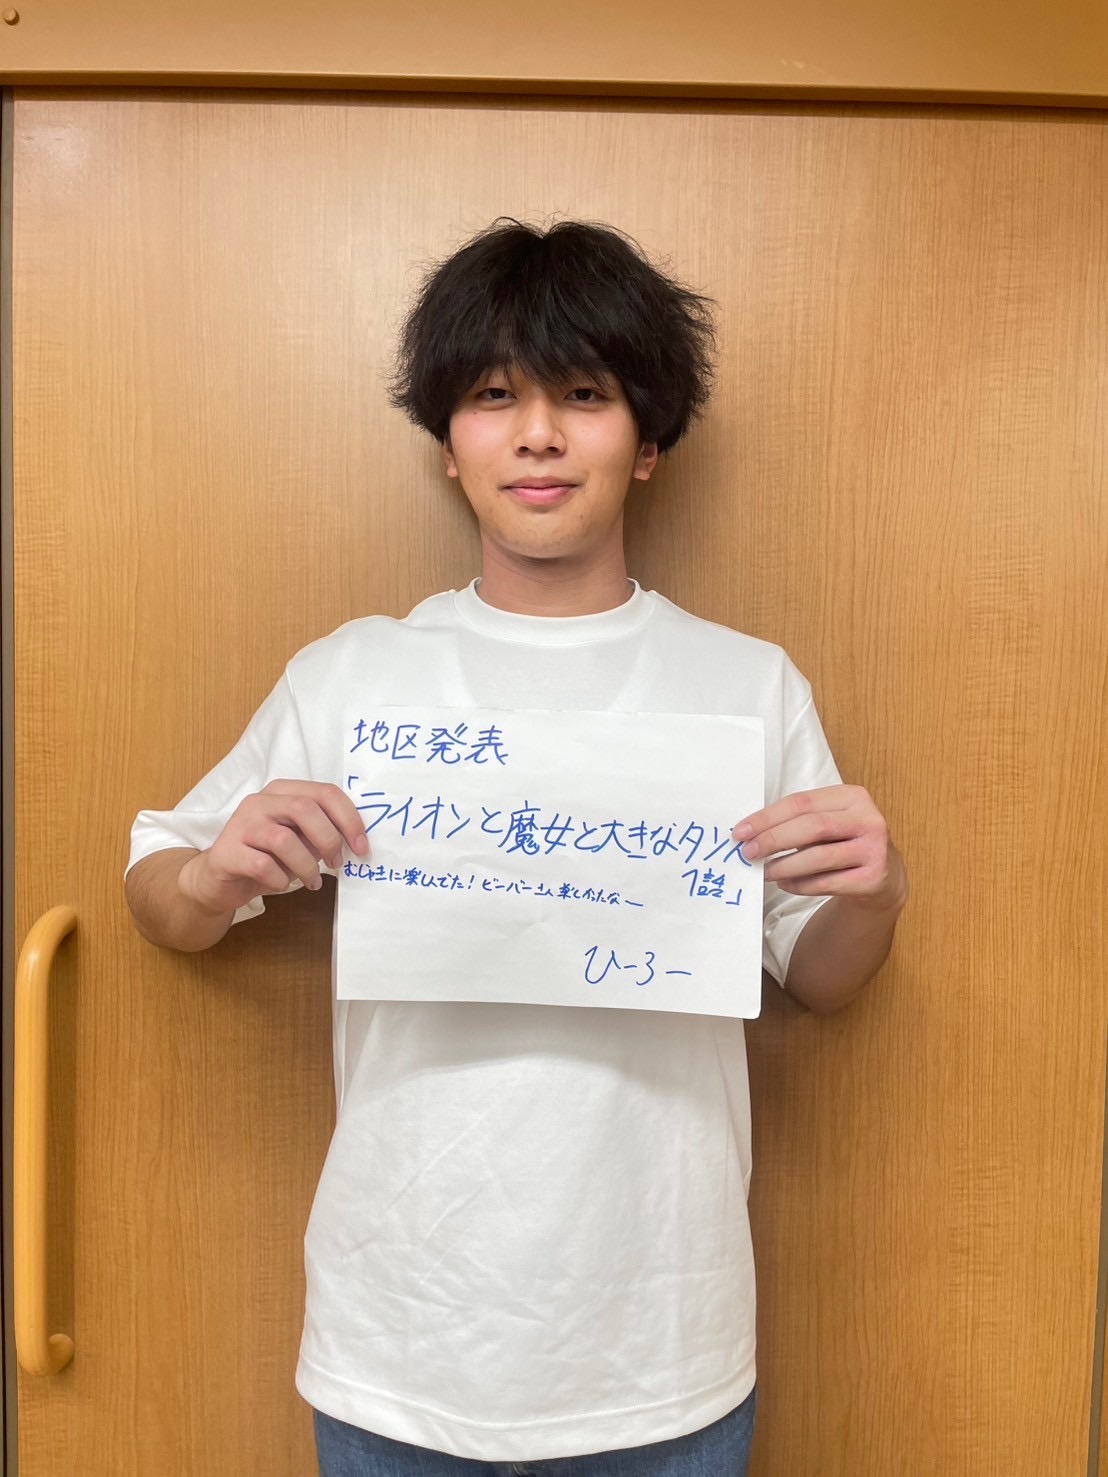 地区発表
「ライオンと魔女と大きなタンス
1話」
むじゃきに楽しんでた!ビーバーさん楽しかったなー
ひーろー